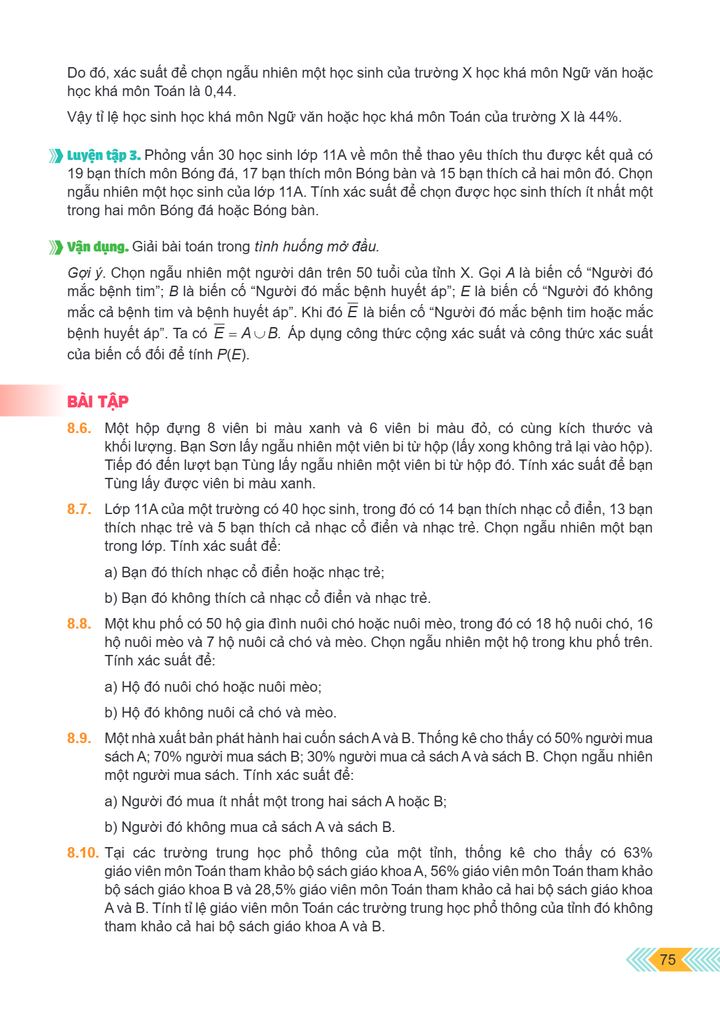 Do đó, xác suất để chọn ngẫu nhiên một học sinh của trường X học khá môn Ngữ văn hoặc
học khá môn Toán là 0,44.
Vậy tỉ lệ học sinh học khá môn Ngữ văn hoặc học khá môn Toán của trường X là 44%.
Luyện tập 3. Phỏng vấn 30 học sinh lớp 11A về môn thể thao yêu thích thu được kết quả có
19 bạn thích môn Bóng đá, 17 bạn thích môn Bóng bàn và 15 bạn thích cả hai môn đó. Chọn
ngẫu nhiên một học sinh của lớp 11A. Tính xác suất để chọn được học sinh thích ít nhất một
trong hai môn Bóng đá hoặc Bóng bàn.
Vận dụng. Giải bài toán trong tình huống mở đầu.
Gợi ý. Chọn ngẫu nhiên một người dân trên 50 tuổi của tỉnh X. Gọi A là biến cố “Người đó
mắc bệnh tim”; B là biến cố “Người đó mắc bệnh huyết áp”; E là biến cố “Người đó không
mắc cả bệnh tim và bệnh huyết áp”. Khi đó E̅ là biến cố “Người đó mắc bệnh tim hoặc mắc
bệnh huyết áp”. Ta có E̅ = A ∪ B. Áp dụng công thức cộng xác suất và công thức xác suất
của biến cố đối để tính P(E).
BÀI TẬP
8.6. Một hộp đựng 8 viên bi màu xanh và 6 viên bi màu đỏ, có cùng kích thước và
khối lượng. Bạn Sơn lấy ngẫu nhiên một viên bi từ hộp (lấy xong không trả lại vào hộp).
Tiếp đó đến lượt bạn Tùng lấy ngẫu nhiên một viên bi từ hộp đó. Tính xác suất để bạn
Tùng lấy được viên bi màu xanh.
8.7. Lớp 11A của một trường có 40 học sinh, trong đó có 14 bạn thích nhạc cổ điển, 13 bạn
thích nhạc trẻ và 5 bạn thích cả nhạc cổ điển và nhạc trẻ. Chọn ngẫu nhiên một bạn
trong lớp. Tính xác suất để:
a) Bạn đó thích nhạc cổ điển hoặc nhạc trẻ;
b) Bạn đó không thích cả nhạc cổ điển và nhạc trẻ.
8.8. Một khu phố có 50 hộ gia đình nuôi chó hoặc nuôi mèo, trong đó có 18 hộ nuôi chó, 16
hộ nuôi mèo và 7 hộ nuôi cả chó và mèo. Chọn ngẫu nhiên một hộ trong khu phố trên.
Tính xác suất để:
a) Hộ đó nuôi chó hoặc nuôi mèo;
b) Hộ đó không nuôi cả chó và mèo.
8.9. Một nhà xuất bản phát hành hai cuốn sách A và B. Thống kê cho thấy có 50% người mua
sách A; 70% người mua sách B; 30% người mua cả sách A và sách B. Chọn ngẫu nhiên
một người mua sách. Tính xác suất để:
a) Người đó mua ít nhất một trong hai sách A hoặc B;
b) Người đó không mua cả sách A và sách B.
8.10. Tại các trường trung học phổ thông của một tỉnh, thống kê cho thấy có 63%
giáo viên môn Toán tham khảo bộ sách giáo khoa A, 56% giáo viên môn Toán tham khảo
bộ sách giáo khoa B và 28,5% giáo viên môn Toán tham khảo cả hai bộ sách giáo khoa
A và B. Tính tỉ lệ giáo viên môn Toán các trường trung học phổ thông của tỉnh đó không
tham khảo cả hai bộ sách giáo khoa A và B.
75